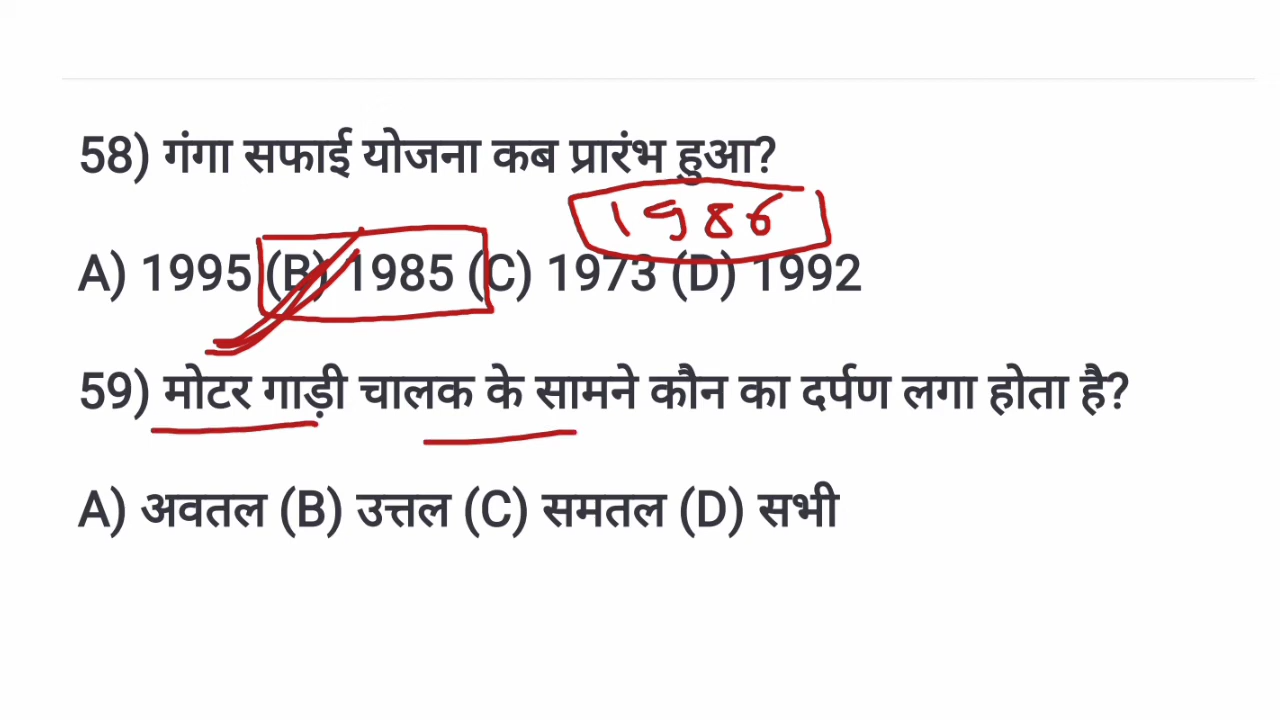 58) गंगा सफाई योजना कब प्रारंभ हुआ?
1986
A) 1995 (B) 1985 (C) 1973 (D) 1992
59) मोटर गाड़ी चालक के सामने कौन का दर्पण लगा होता है?
A) अवतल (B) उत्तल (C) समतल (D) सभी